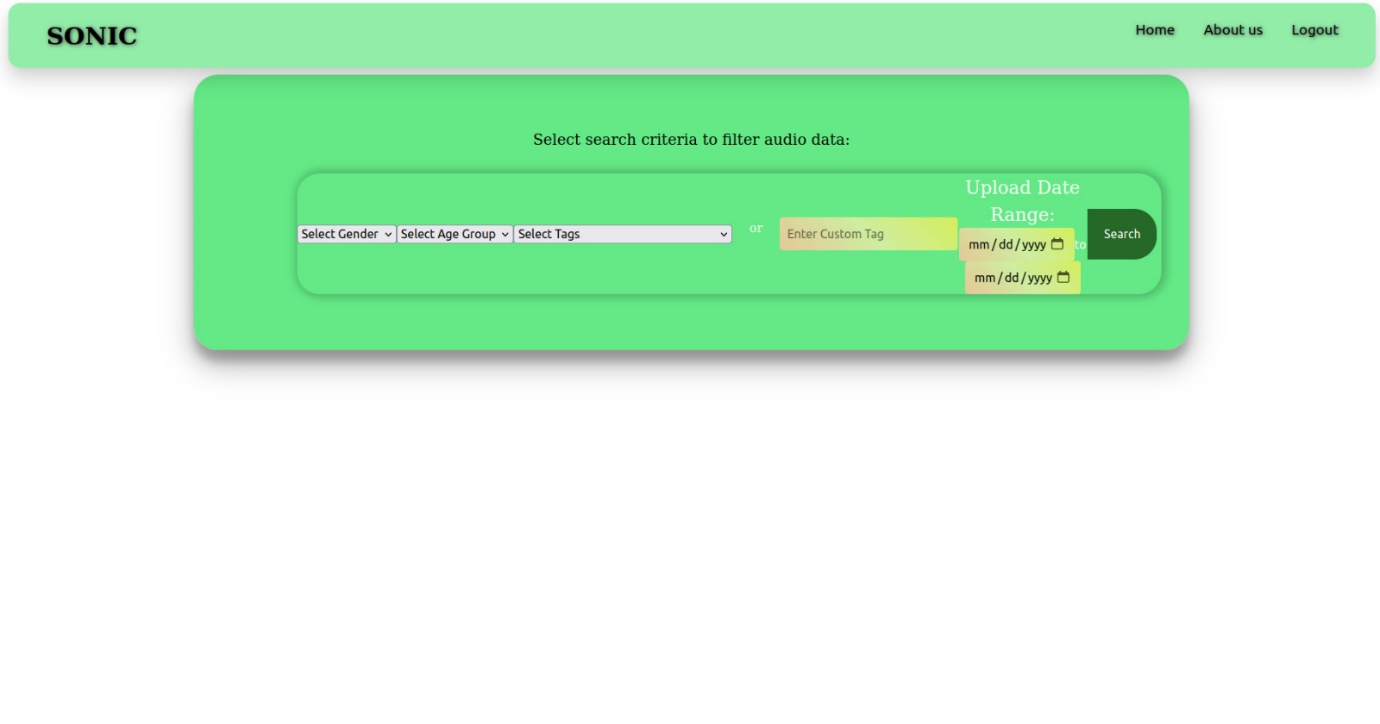 SONIC
Home About us Logout
Select search criteria to filter audio data:
Select Gender Select Age Group Select Tags or Enter Custom Tag
Upload Date
Range:
mm/dd/yyyy to
mm/dd/yyyy
Search